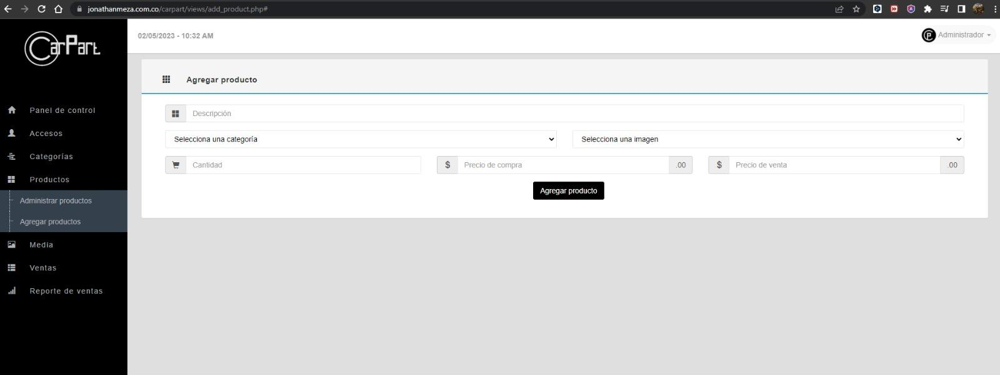 jonathanmeza.com.co/carpart/views/add_product.php#
CarPart
02/05/2023 - 10:32 AM
Administrador
Agregar producto
Panel de control
Accesos
Categorías
Productos
Administrar productos
Agregar productos
Media
Ventas
Reporte de ventas
Descripción
Selecciona una categoría
Selecciona una imagen
Cantidad
$ Precio de compra .00
$ Precio de venta .00
Agregar producto